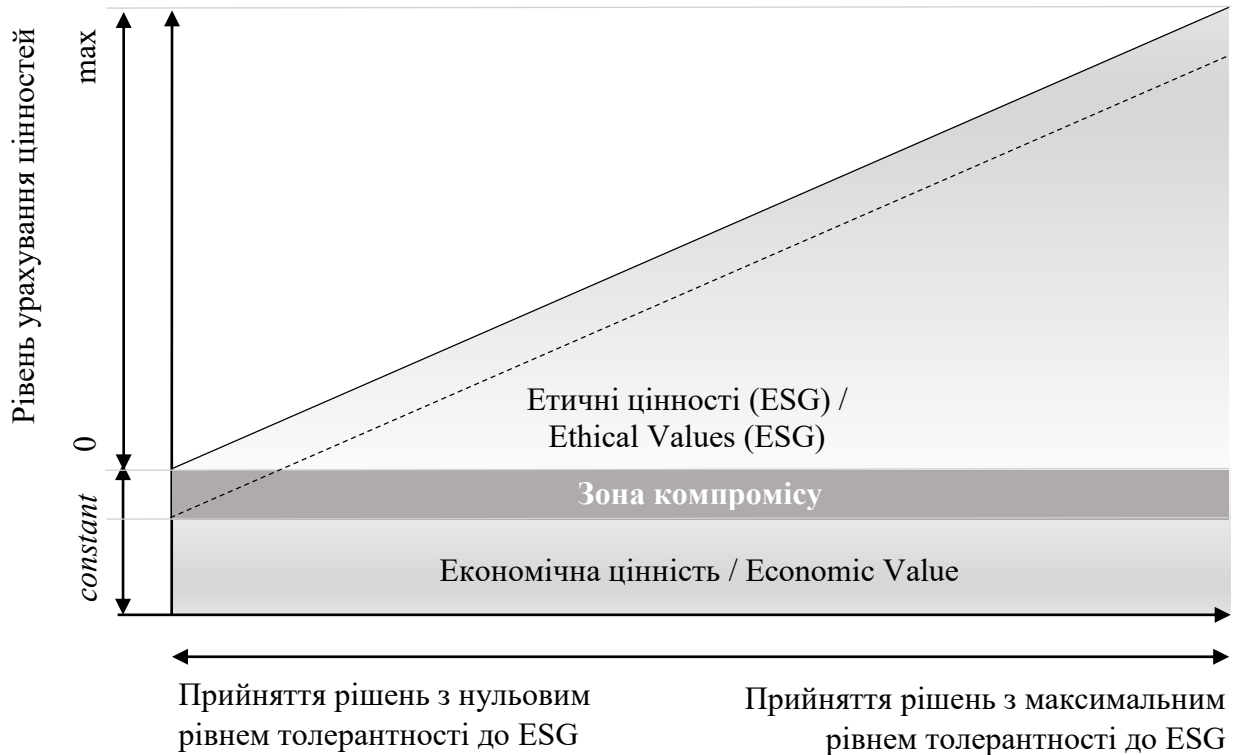 Рівень урахування цінностей
max
0
constant
Етичні цінності (ESG) /
Ethical Values (ESG)
Зона компромісу
Економічна цінність / Economic Value
Прийняття рішень з нульовим
рівнем толерантності до ESG
Прийняття рішень з максимальним
рівнем толерантності до ESG